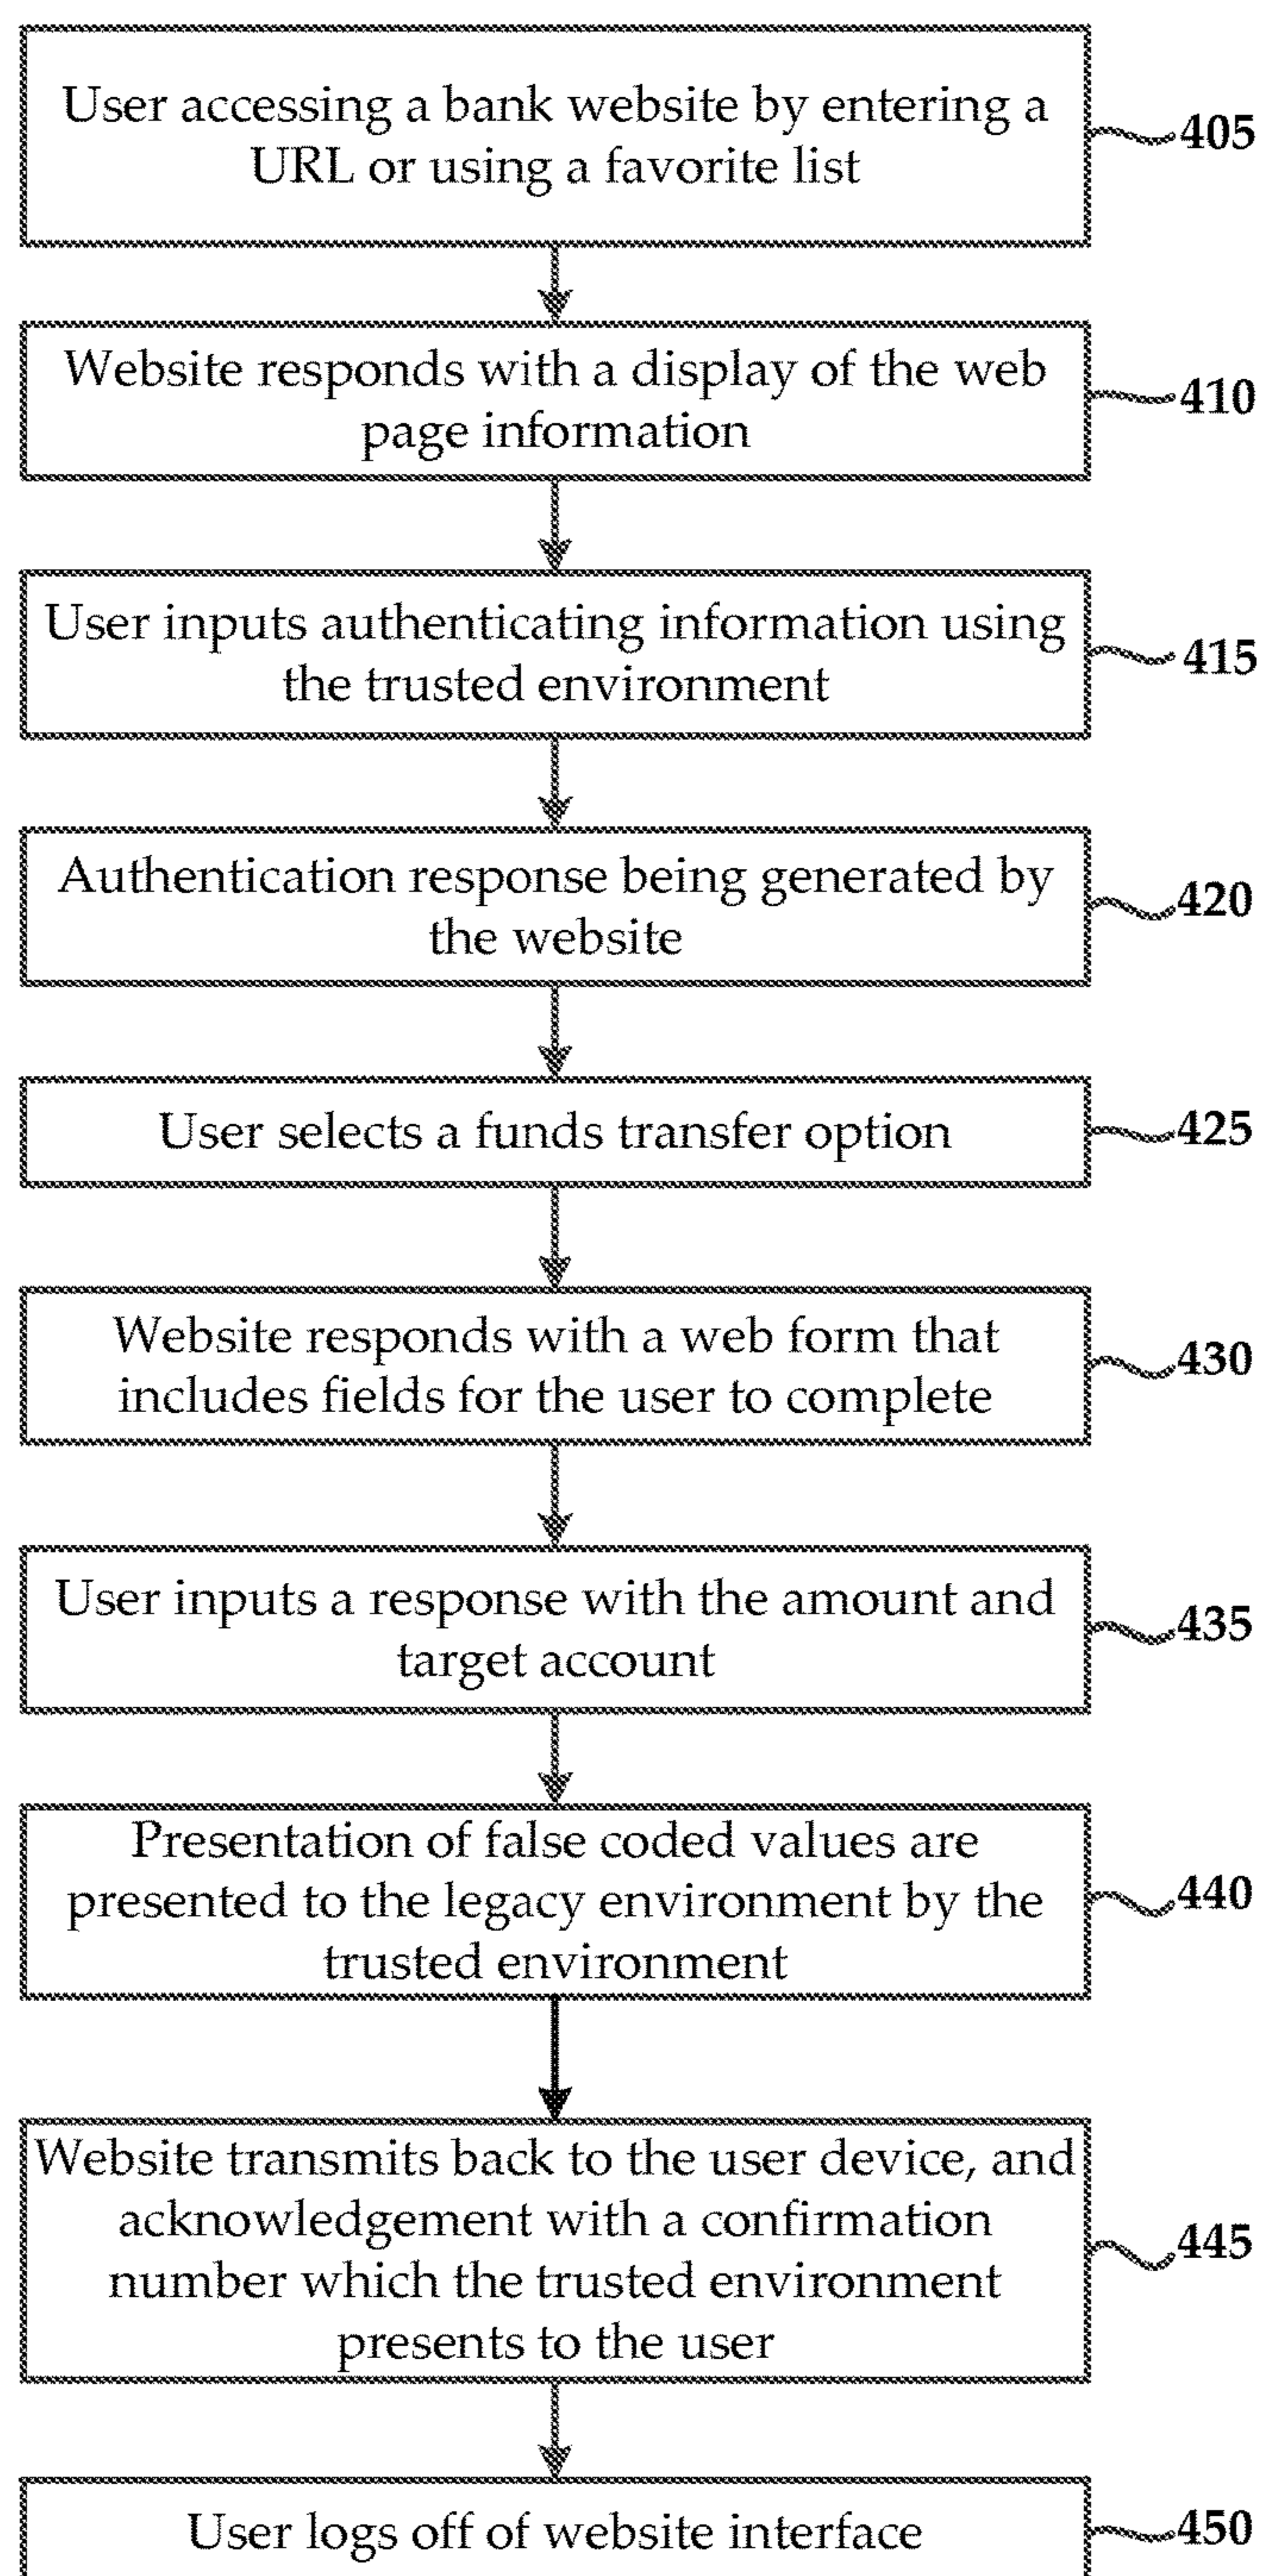 User accessing a bank website by entering a
URL or using a favorite list
405
Website responds with a display of the web
page information
410
User inputs authenticating information using
the trusted environment
415
Authentication response being generated by
the website
420
User selects a funds transfer option
425
Website responds with a web form that
includes fields for the user to complete
430
User inputs a response with the amount and
target account
435
Presentation of false coded values are
presented to the legacy environment by the
trusted environment
440
Website transmits back to the user device, and
acknowledgement with a confirmation
number which the trusted environment
presents to the user
445
User logs off of website interface
450